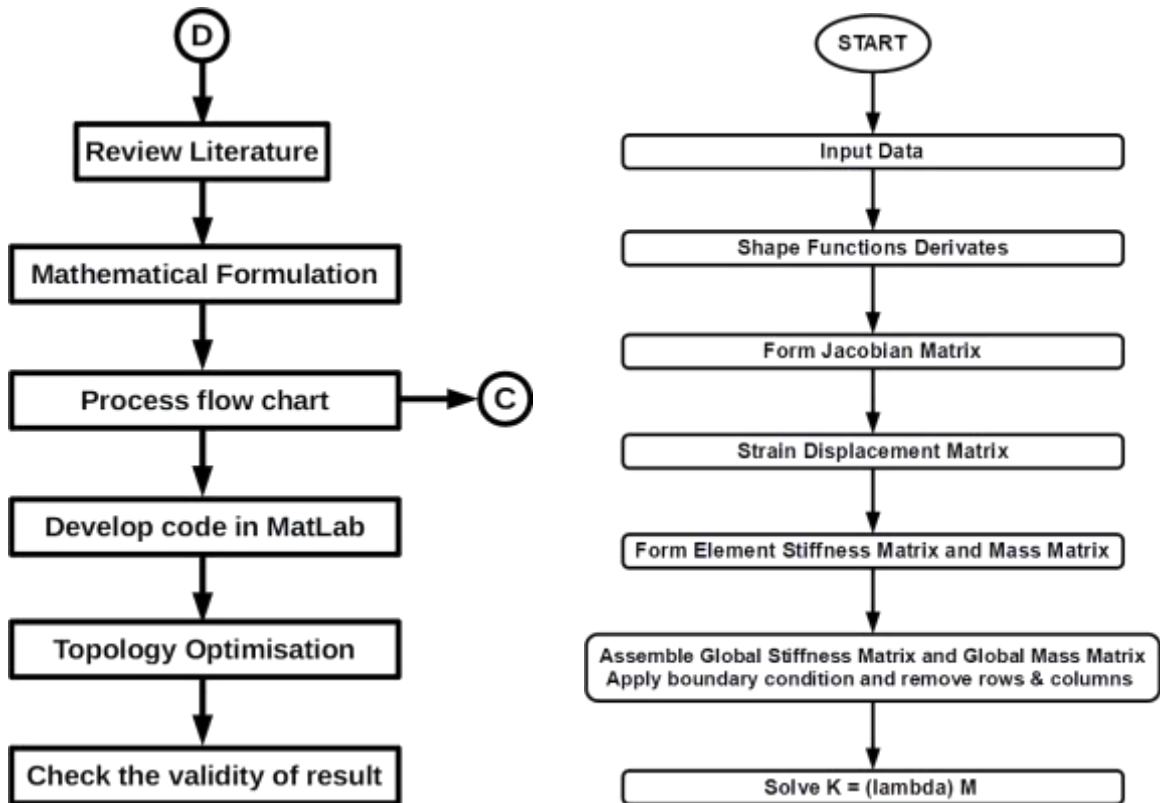 D
Review Literature
Mathematical Formulation
Process flow chart
C
Develop code in MatLab
Topology Optimisation
Check the validity of result
START
Input Data
Shape Functions Derivates
Form Jacobian Matrix
Strain Displacement Matrix
Form Element Stiffness Matrix and Mass Matrix
Assemble Global Stiffness Matrix and Global Mass Matrix
Apply boundary condition and remove rows & columns
Solve K = (lambda) M